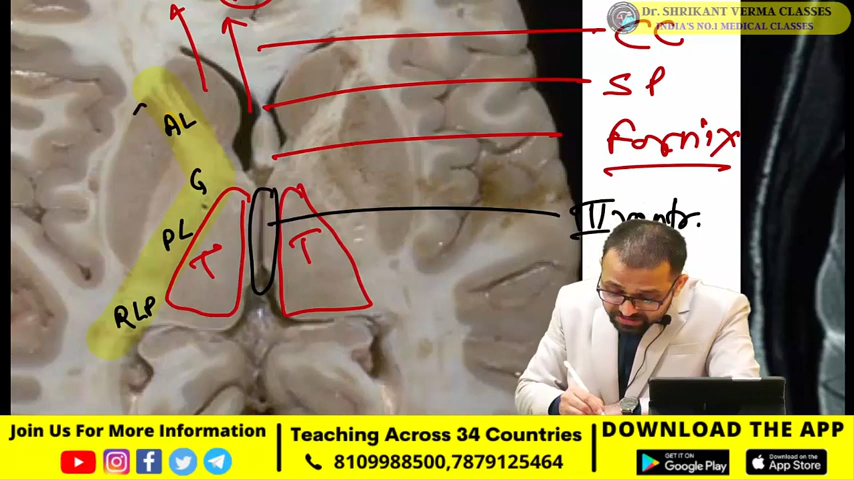 Dr. SHRIKANT VERMA CLASSES
INDIA'S NO.1 MEDICAL CLASSES
CC
SP
AL
Fornix
G
III ventr.
PL
T
T
RLP
Join Us For More Information
Teaching Across 34 Countries
8109988500,7879125464
DOWNLOAD THE APP
GET IT ON
Google Play
Download on the
App Store